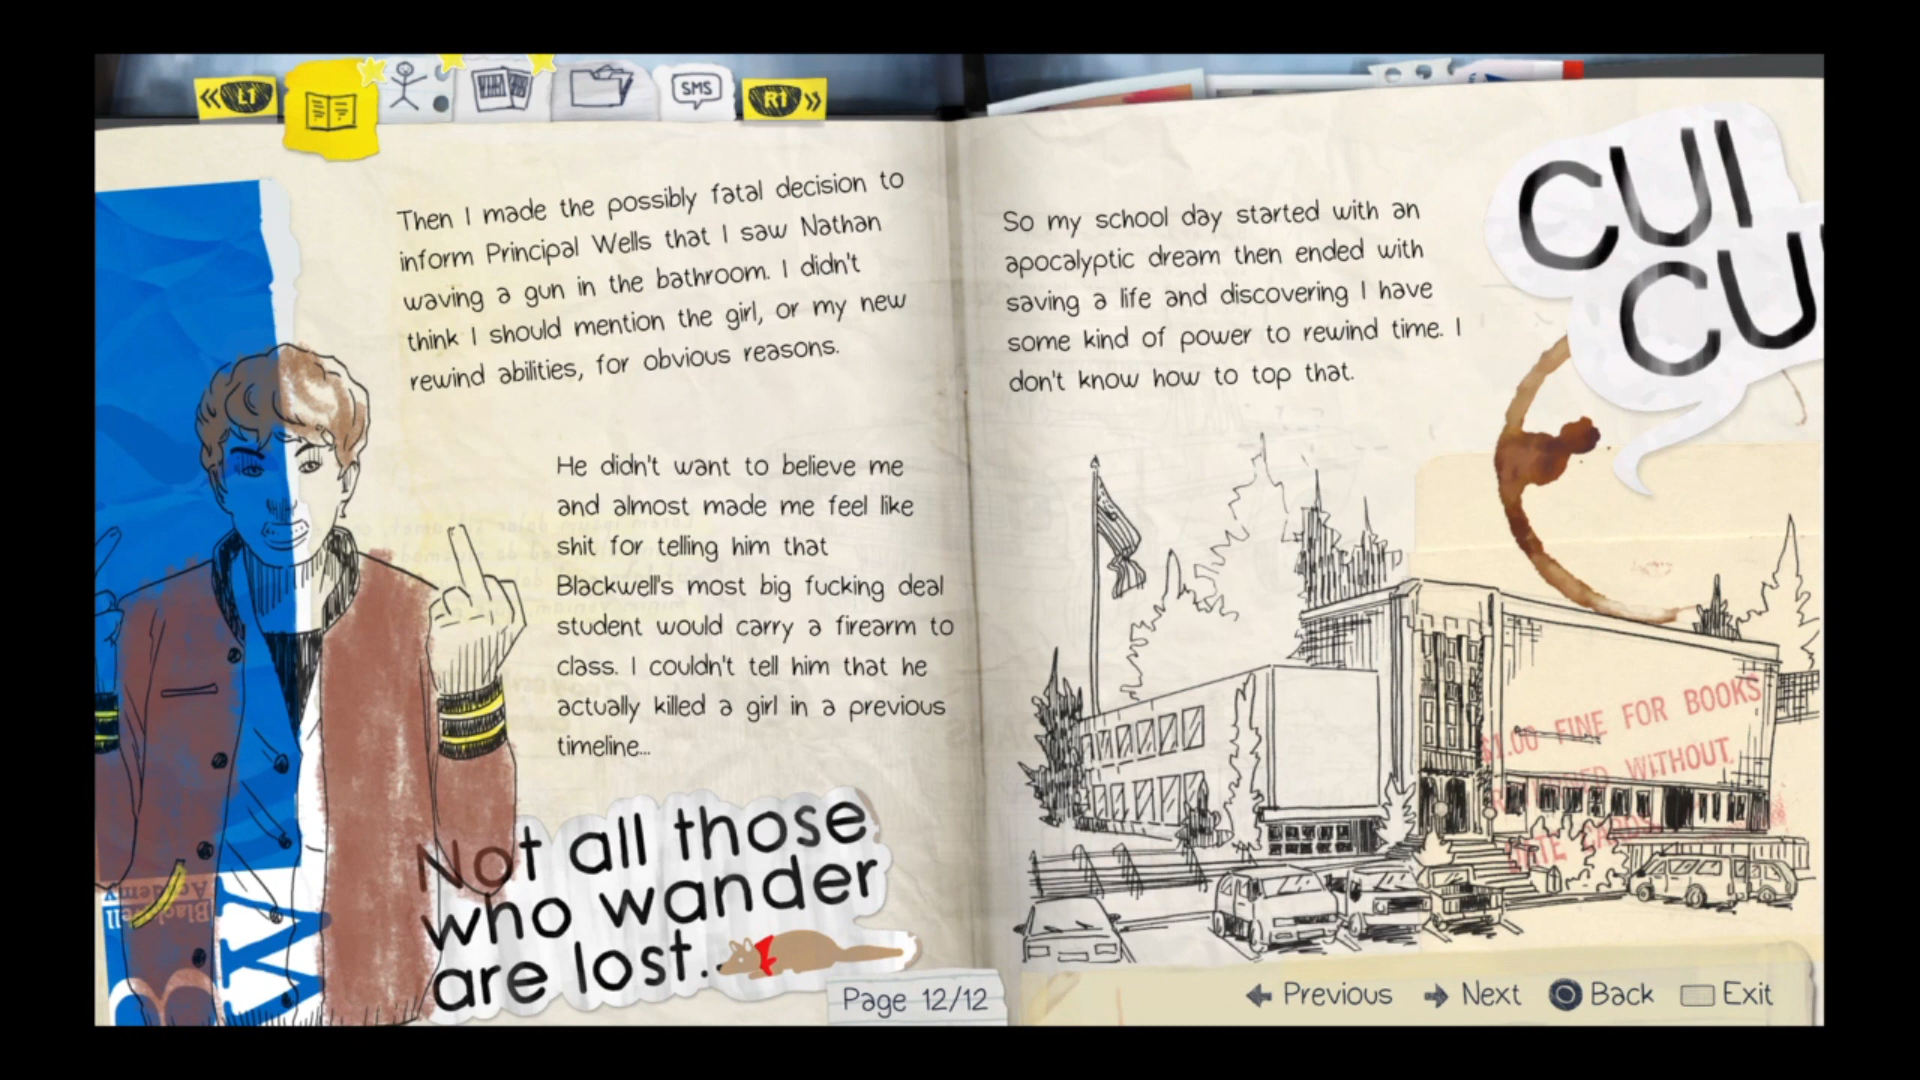 L1
SMS
R1
Then I made the possibly fatal decision to
inform Principal Wells that I saw Nathan
waving a gun in the bathroom. I didn't
think I should mention the girl, or my new
rewind abilities, for obvious reasons.
He didn't want to believe me
and almost made me feel like
shit for telling him that
Blackwell's most big fucking deal
student would carry a firearm to
class. I couldn't tell him that he
actually killed a girl in a previous
timeline...
Not all those
who wander
are lost.
Page 12/12
So my school day started with an
apocalyptic dream then ended with
saving a life and discovering I have
some kind of power to rewind time. I
don't know how to top that.
CUI
CU
$1.00 FINE FOR BOOKS
WITHOUT
Previous
Next
Back
Exit